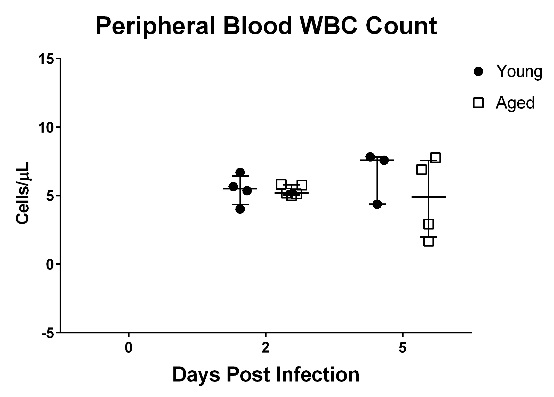 Peripheral Blood WBC Count
15
10
5
0
-5
Cells/µL
0
2
5
Days Post Infection
Young
Aged